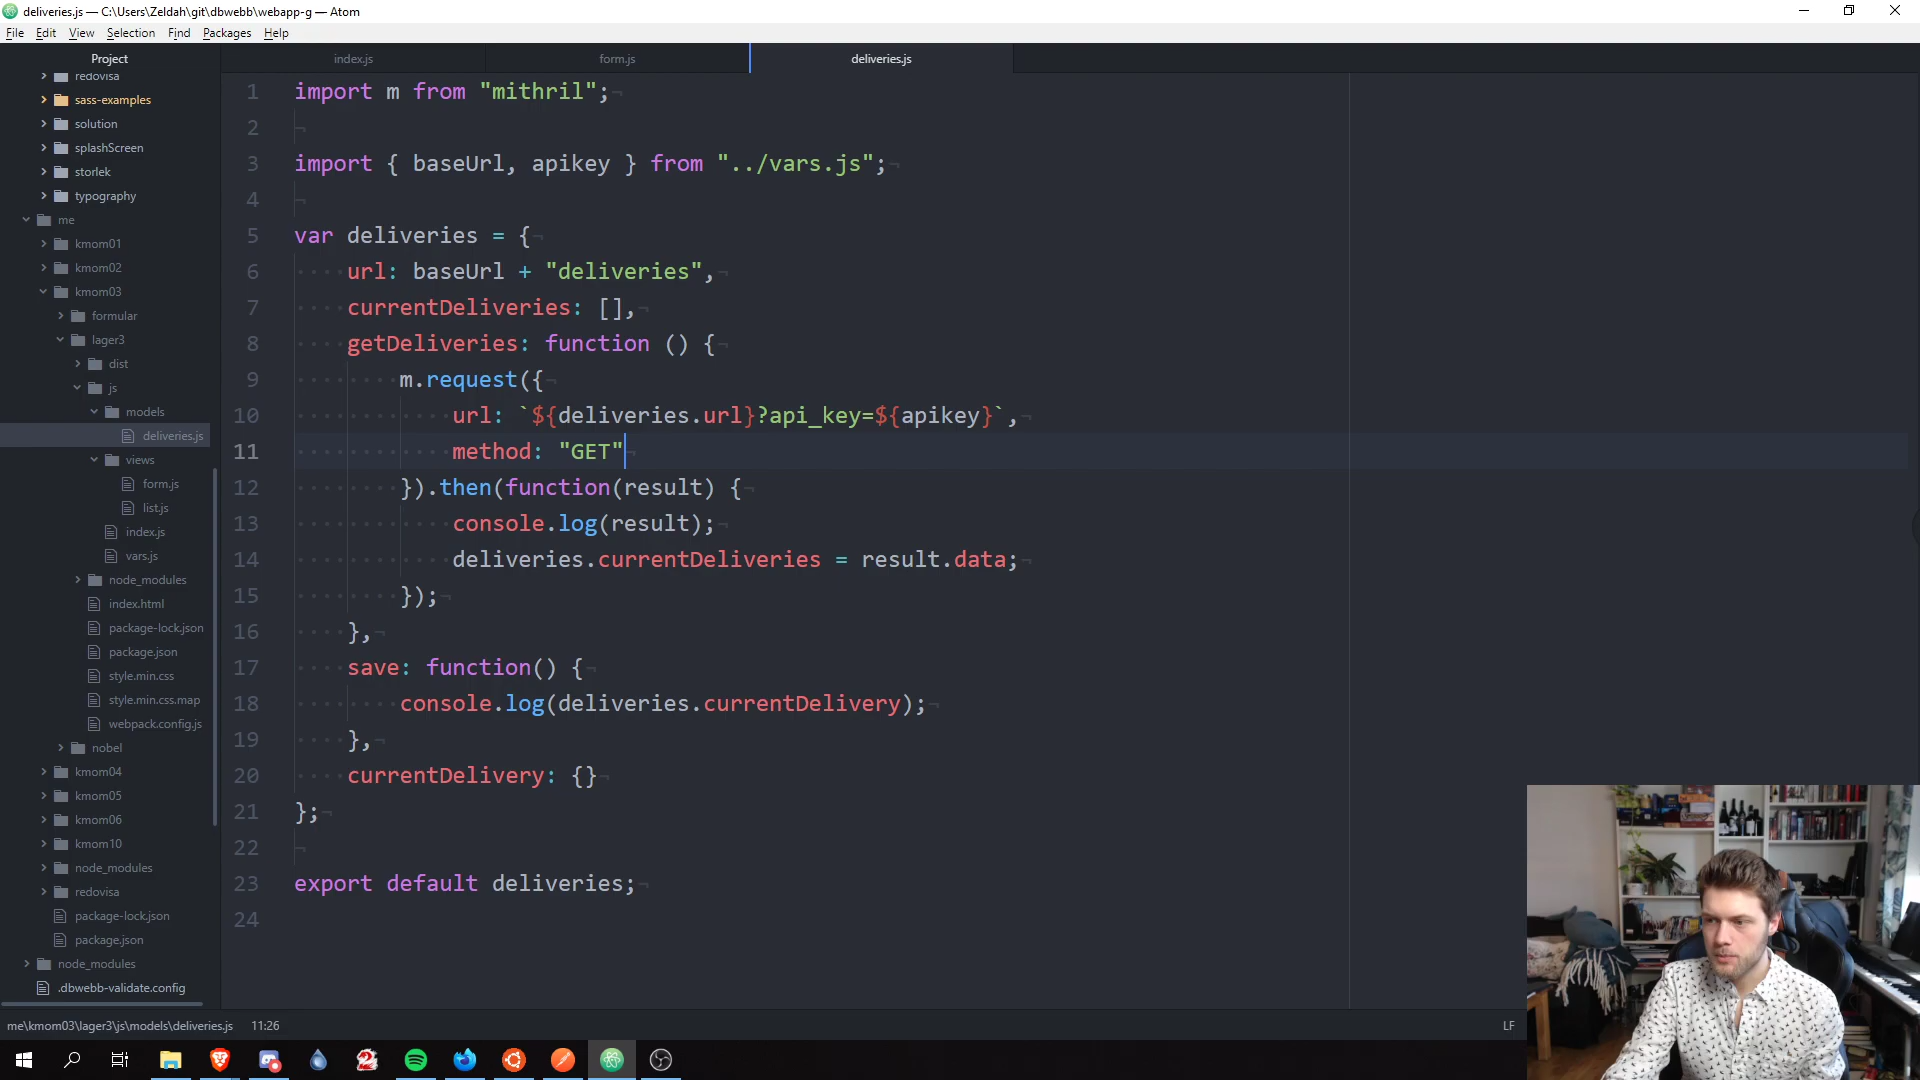 deliveries.js — C:\Users\Zeldah\git\dbwebb\webapp-g — Atom
File Edit View Selection Find Packages Help
Project
redovisa
sass-examples
solution
splashScreen
storlek
typography
me
kmom01
kmom02
kmom03
formular
lager3
dist
js
models
deliveries.js
views
form.js
list.js
index.js
vars.js
node_modules
index.html
package-lock.json
package.json
style.min.css
style.min.css.map
webpack.config.js
nobel
kmom04
kmom05
kmom06
kmom10
node_modules
redovisa
package-lock.json
package.json
node_modules
.dbwebb-validate.config
index.js form.js deliveries.js
1 import m from "mithril";
2
3 import { baseUrl, apikey } from "../vars.js";
4
5 var deliveries = {
6 url: baseUrl + "deliveries",
7 currentDeliveries: [],
8 getDeliveries: function () {
9 m.request({
10 url: `${deliveries.url}?api_key=${apikey}`,
11 method: "GET"
12 }).then(function(result) {
13 console.log(result);
14 deliveries.currentDeliveries = result.data;
15 });
16 },
17 save: function() {
18 console.log(deliveries.currentDelivery);
19 },
20 currentDelivery: {}
21 };
22
23 export default deliveries;
24
me\kmom03\lager3\js\models\deliveries.js 11:26 LF